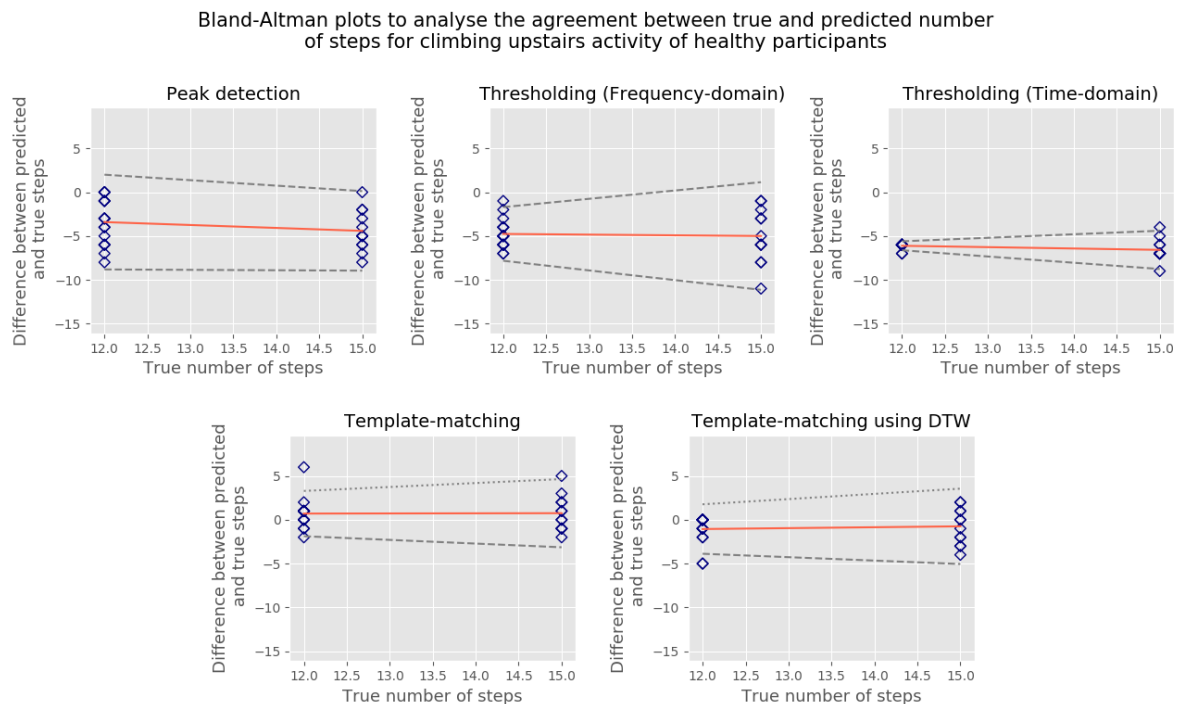 Bland-Altman plots to analyse the agreement between true and predicted number
of steps for climbing upstairs activity of healthy participants
Peak detection
Difference between predicted
and true steps
5
0
−5
−10
−15
12.0 12.5 13.0 13.5 14.0 14.5 15.0
True number of steps
Thresholding (Frequency-domain)
Difference between predicted
and true steps
5
0
−5
−10
−15
12.0 12.5 13.0 13.5 14.0 14.5 15.0
True number of steps
Thresholding (Time-domain)
Difference between predicted
and true steps
5
0
−5
−10
−15
12.0 12.5 13.0 13.5 14.0 14.5 15.0
True number of steps
Template-matching
Difference between predicted
and true steps
5
0
−5
−10
−15
12.0 12.5 13.0 13.5 14.0 14.5 15.0
True number of steps
Template-matching using DTW
Difference between predicted
and true steps
5
0
−5
−10
−15
12.0 12.5 13.0 13.5 14.0 14.5 15.0
True number of steps